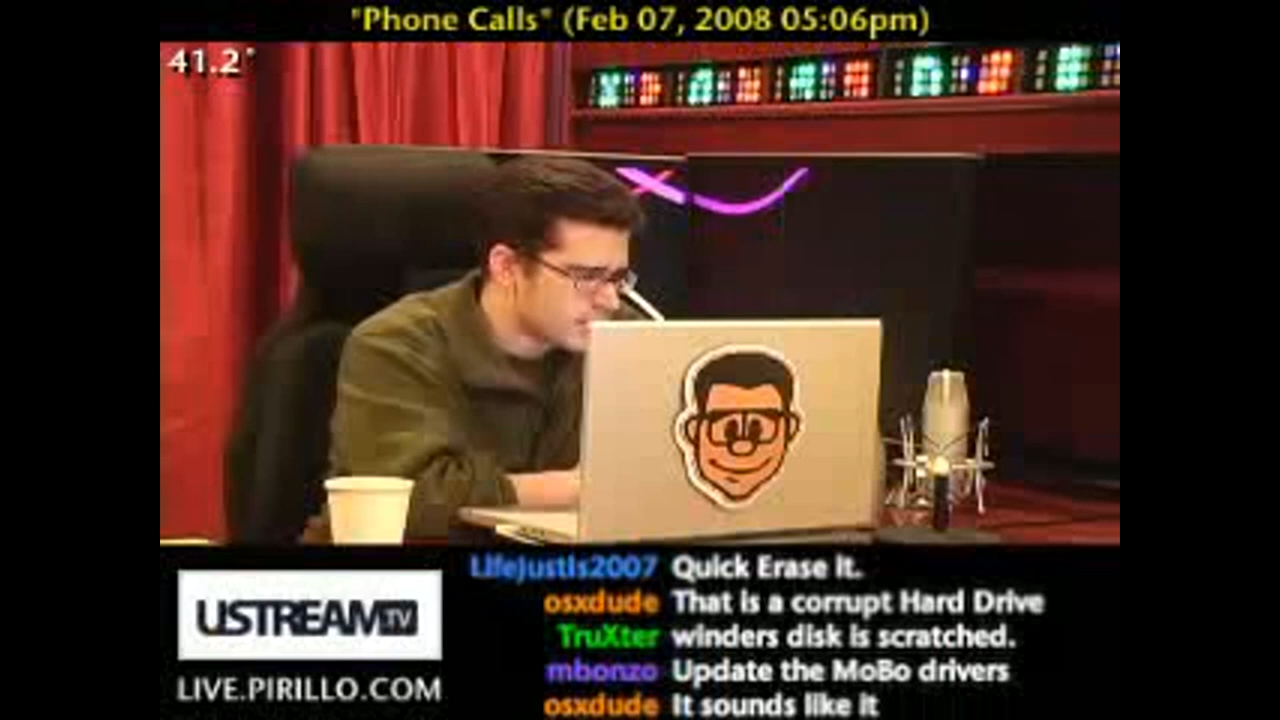 "Phone Calls" (Feb 07, 2008 05:06pm)
41.2°
USTREAM TV
LIVE.PIRILLO.COM
LifeJustIs2007 Quick Erase it.
osxdude That is a corrupt Hard Drive
TruXter winders disk is scratched.
mbonzo Update the MoBo drivers
osxdude It sounds like it